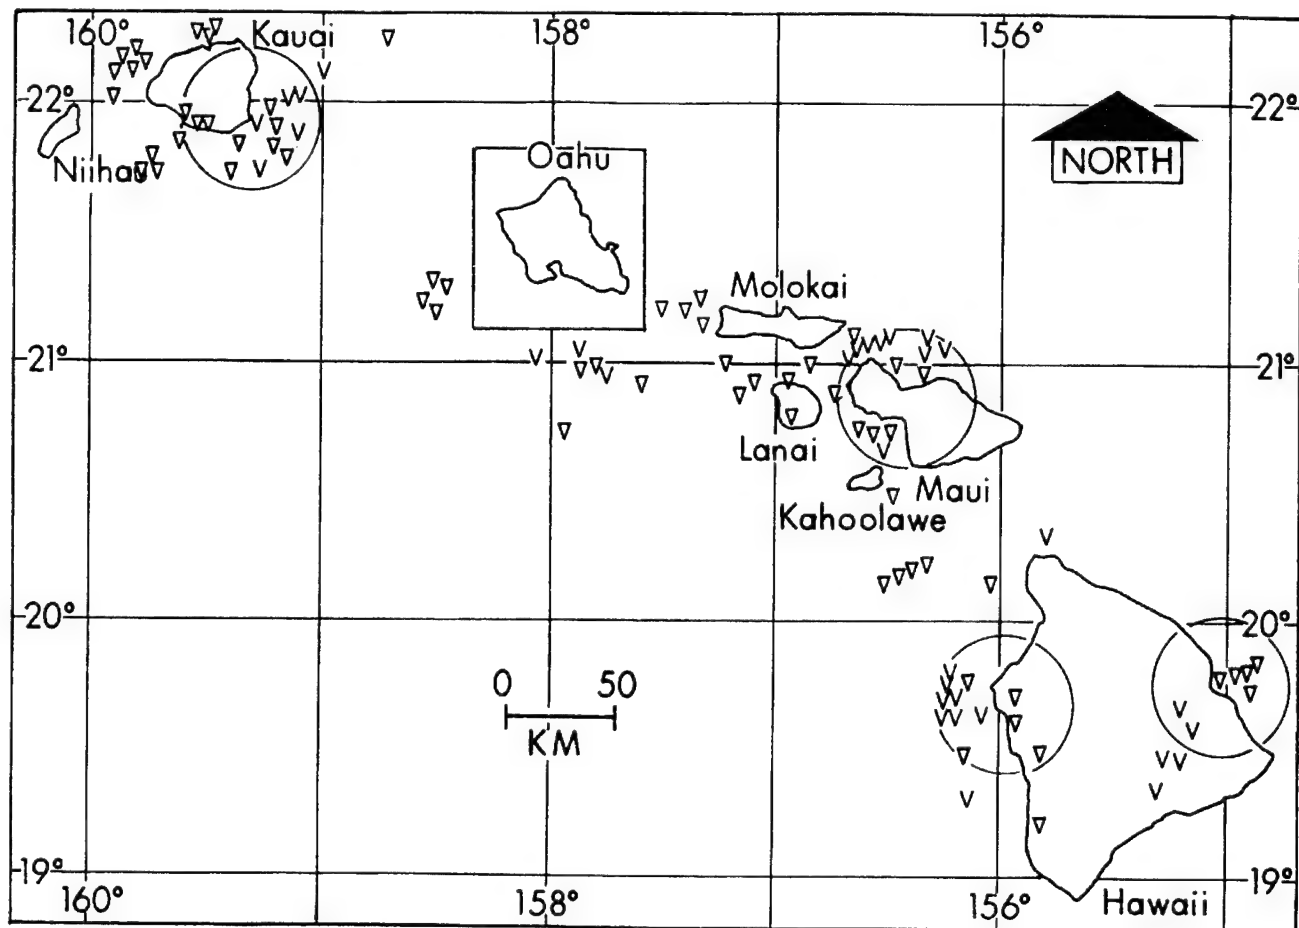 160° Kauai 158° 156°
22° 22°
Niihau
Oahu
NORTH
Molokai
21° 21°
Lanai
Maui
Kahoolawe
20° 20°
0 50
KM
19° 19°
160° 158° 156° Hawaii